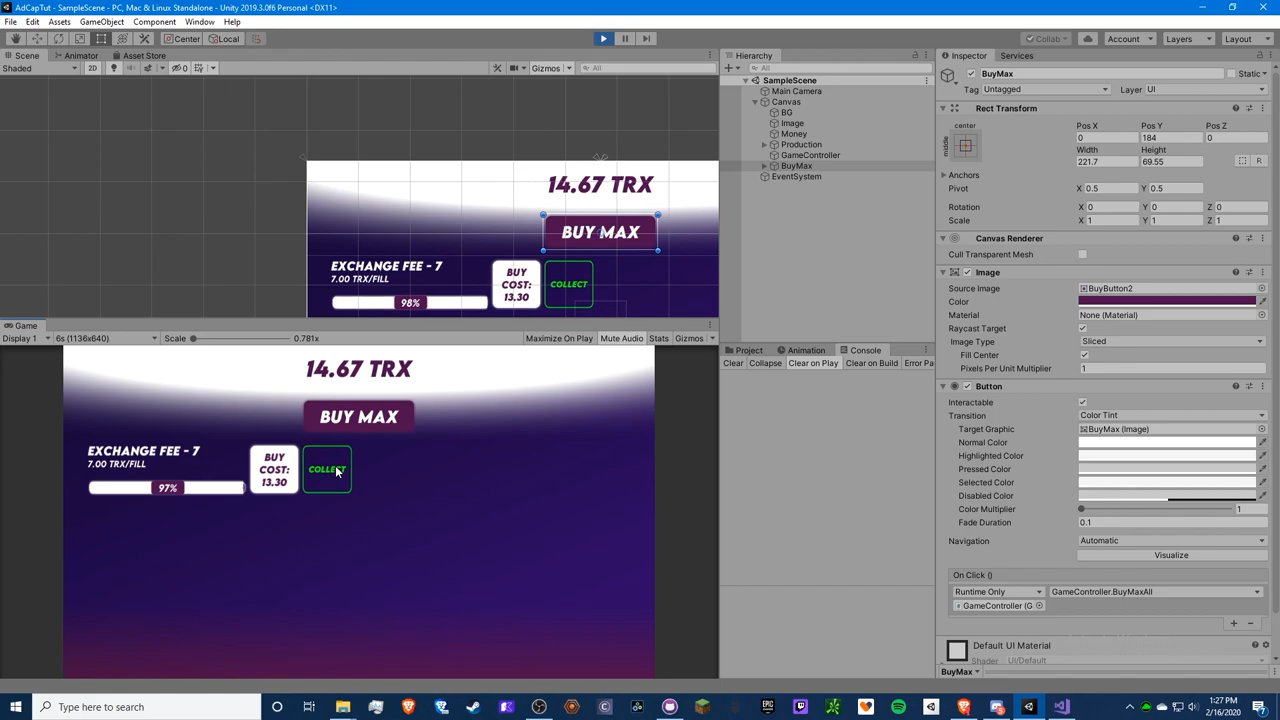 AdCapTut - SampleScene - PC, Mac & Linux Standalone - Unity 2019.3.0f6 Personal <DX11>
File Edit Assets GameObject Component Window Help
Center Local Collab Account Layers Layout
Scene Animator Asset Store
Shaded 2D 0 Gizmos All
14.67 TRX
BUY MAX
EXCHANGE FEE - 7
7.00 TRX/FILL
98%
BUY
COST:
13.30
COLLECT
Game
Display 1 6s (1136x640) Scale 0.781x Maximize On Play Mute Audio Stats Gizmos
14.67 TRX
BUY MAX
EXCHANGE FEE - 7
7.00 TRX/FILL
97%
BUY
COST:
13.30
COLLECT
Hierarchy
All
SampleScene
Main Camera
Canvas
BG
Image
Money
Production
GameController
BuyMax
EventSystem
Project Animation Console
Clear Collapse Clear on Play Clear on Build Error Pa
Inspector Services
BuyMax Static
Tag Untagged Layer UI
Rect Transform
center Pos X Pos Y Pos Z
middle 0 184 0
Width Height
221.7 69.55 R
Anchors
Pivot X 0.5 Y 0.5
Rotation X 0 Y 0 Z 0
Scale X 1 Y 1 Z 1
Canvas Renderer
Cull Transparent Mesh
Image
Source Image BuyButton2
Color
Material None (Material)
Raycast Target
Image Type Sliced
Fill Center
Pixels Per Unit Multiplier 1
Button
Interactable
Transition Color Tint
Target Graphic BuyMax (Image)
Normal Color
Highlighted Color
Pressed Color
Selected Color
Disabled Color
Color Multiplier 1
Fade Duration 0.1
Navigation Automatic
Visualize
On Click ()
Runtime Only GameController.BuyMaxAll
GameController (G
Default UI Material
Shader UI/Default
BuyMax
Type here to search
1:27 PM
2/16/2020